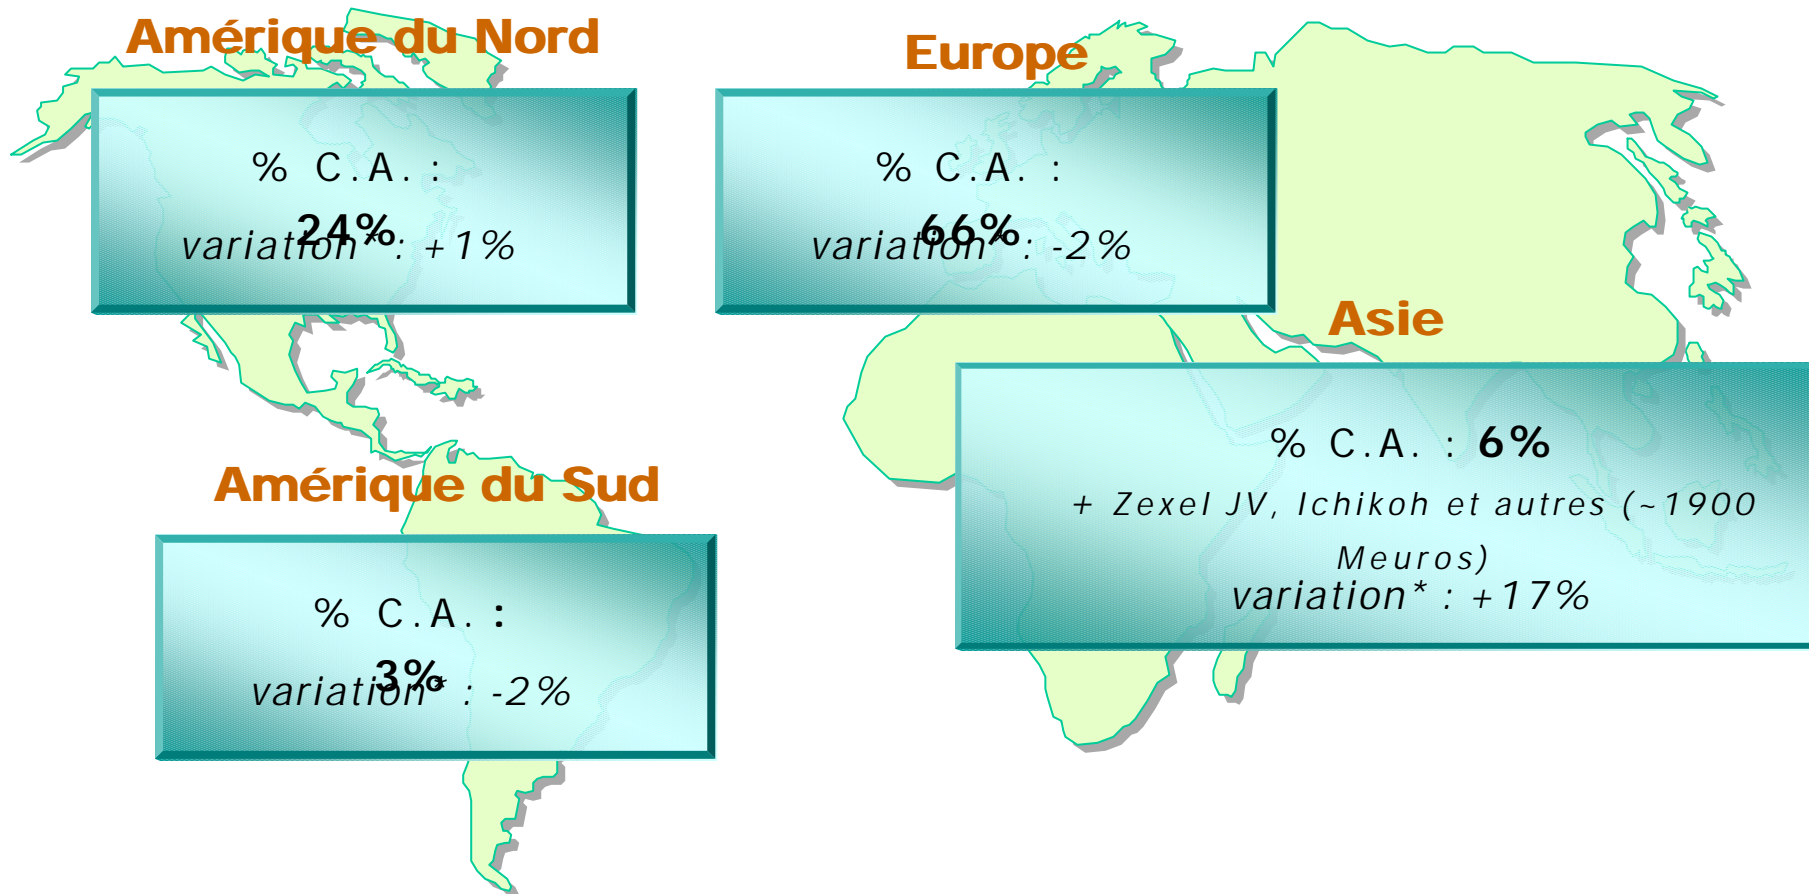 Amérique du Nord
% C.A. :
24%
variation* : +1%
Europe
% C.A. :
66%
variation* : -2%
Asie
% C.A. : 6%
+ Zexel JV, Ichikoh et autres (~1900
Meuros)
variation* : +17%
Amérique du Sud
% C.A. :
3%
variation* : -2%